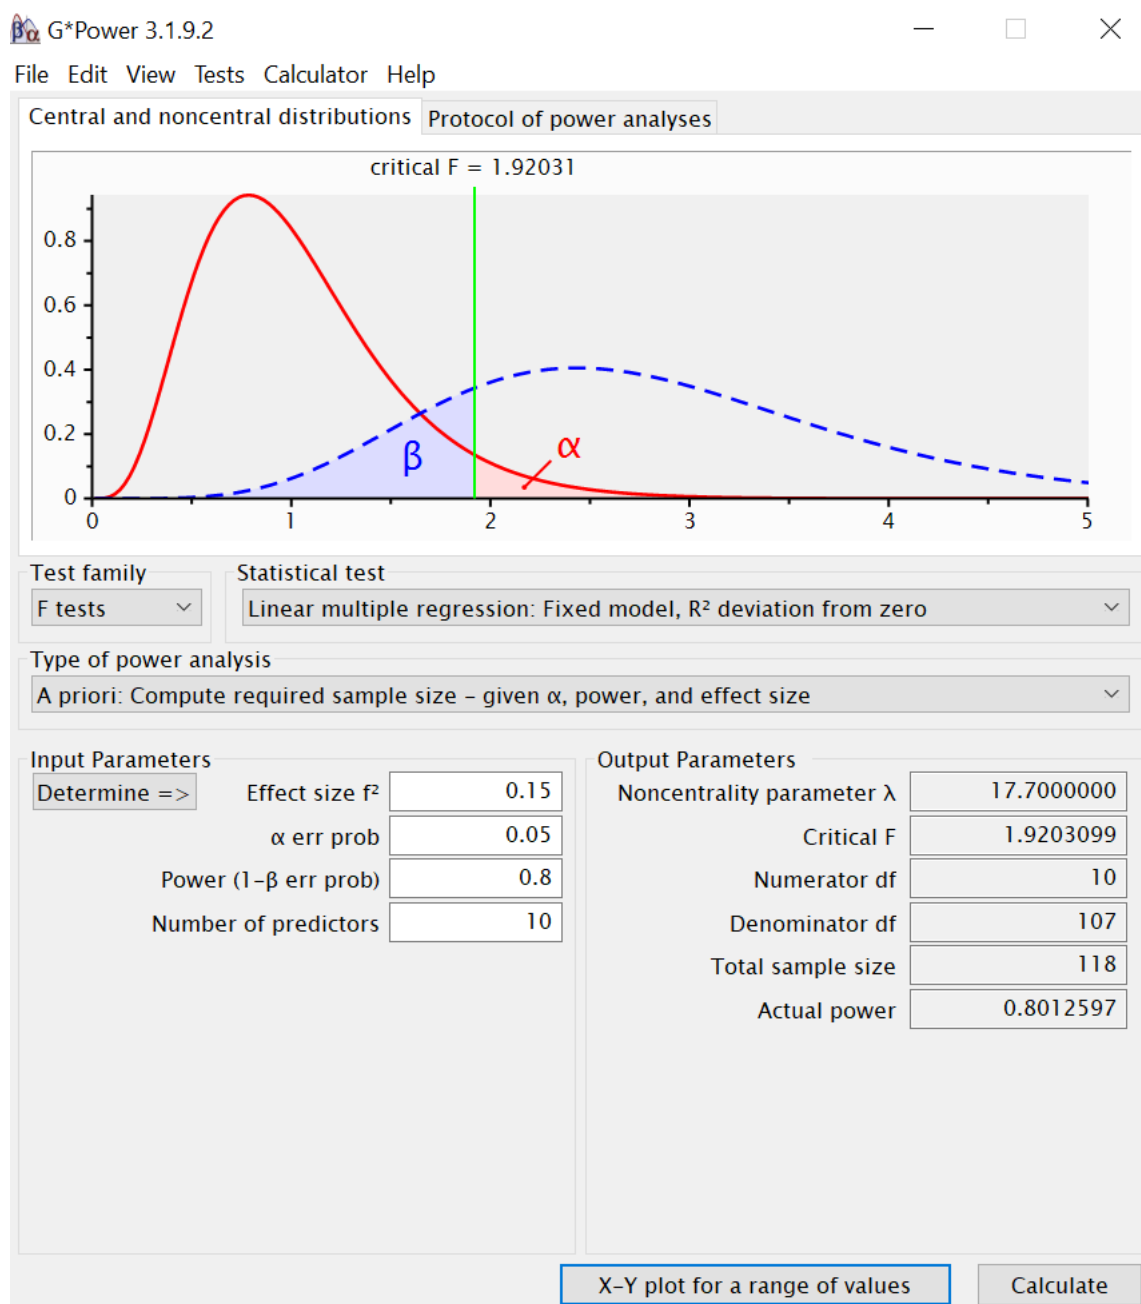 G*Power 3.1.9.2
File Edit View Tests Calculator Help
Central and noncentral distributions Protocol of power analyses
critical F = 1.92031
0.8
0.6
0.4
0.2
0
β
α
0 1 2 3 4 5
Test family Statistical test
F tests Linear multiple regression: Fixed model, R² deviation from zero
Type of power analysis
A priori: Compute required sample size – given α, power, and effect size
Input Parameters
Determine => Effect size f² 0.15
α err prob 0.05
Power (1–β err prob) 0.8
Number of predictors 10
Output Parameters
Noncentrality parameter λ 17.7000000
Critical F 1.9203099
Numerator df 10
Denominator df 107
Total sample size 118
Actual power 0.8012597
X–Y plot for a range of values Calculate